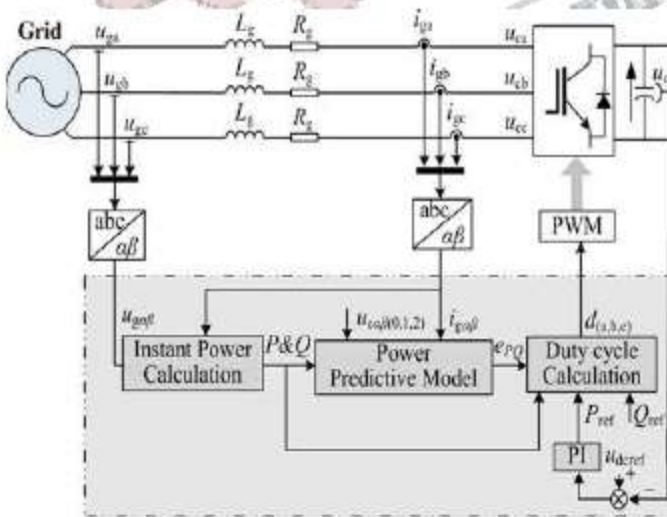 Grid
u_ga
u_gb
u_gc
L_g
R_g
L_g
R_g
L_g
R_g
i_ga
i_gb
i_gc
u_ca
u_cb
u_cc
abc
αβ
abc
αβ
PWM
u_gαβ
u_cαβ(0,1,2)
i_gαβ
d_(a,b,c)
Instant Power
Calculation
P&Q
Power
Predictive Model
e_PQ
Duty cycle
Calculation
P_ref
Q_ref
PI
u_dcref
+
−